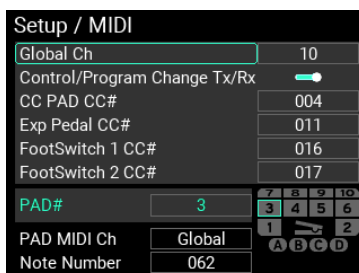 Setup / MIDI
Global Ch 10
Control/Program Change Tx/Rx
CC PAD CC# 004
Exp Pedal CC# 011
FootSwitch 1 CC# 016
FootSwitch 2 CC# 017
PAD# 3
7 8 9 10
3 4 5 6
1 2
A B C D
PAD MIDI Ch Global
Note Number 062